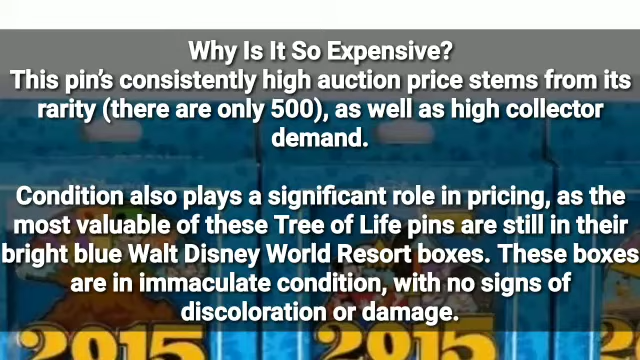 Why Is It So Expensive?
This pin's consistently high auction price stems from its
rarity (there are only 500), as well as high collector
demand.
Condition also plays a significant role in pricing, as the
most valuable of these Tree of Life pins are still in their
bright blue Walt Disney World Resort boxes. These boxes
are in immaculate condition, with no signs of
discoloration or damage.
2015 2015 2